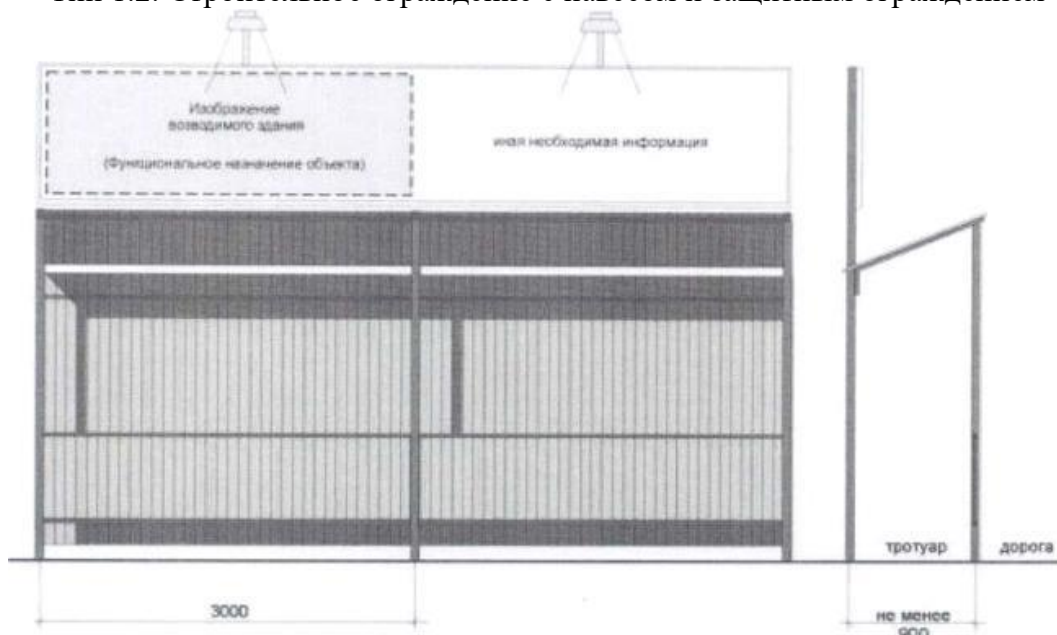 Изображение
возводимого здания
(Функциональное назначение объекта)
иная необходимая информация
тротуар
дорога
3000
не менее
900